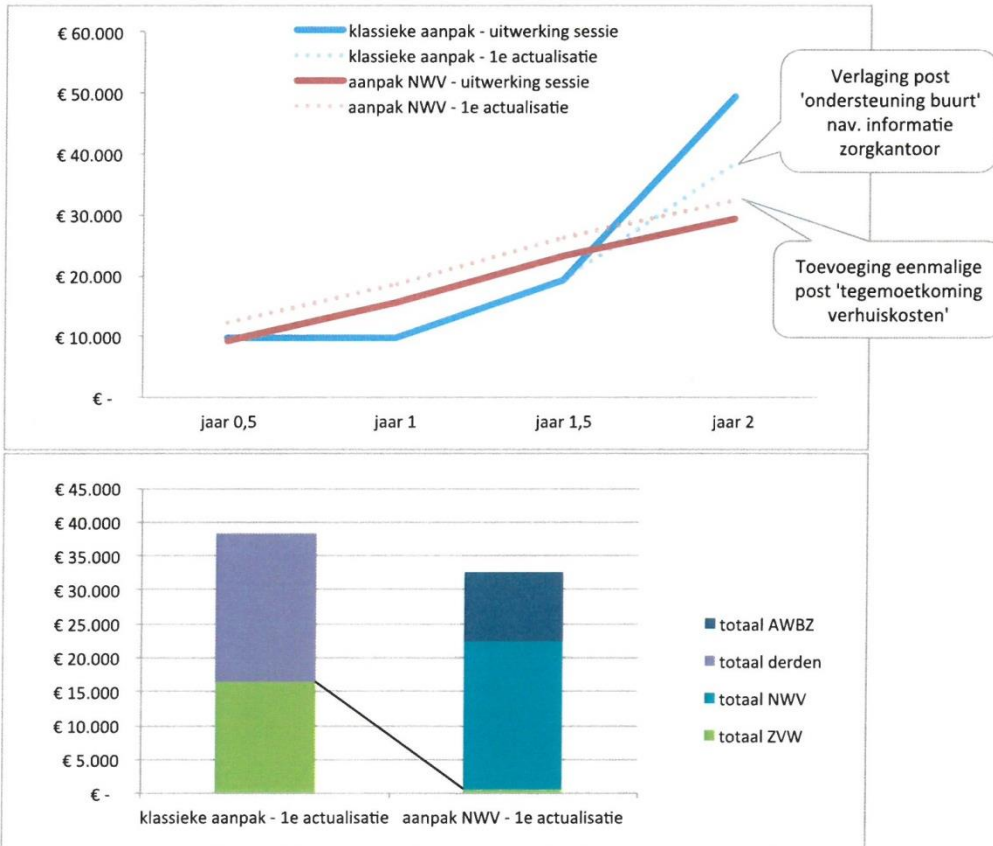 € 60.000
€ 50.000
€ 40.000
€ 30.000
€ 20.000
€ 10.000
€ -
klassieke aanpak - uitwerking sessie
klassieke aanpak - 1e actualisatie
aanpak NWV - uitwerking sessie
aanpak NWV - 1e actualisatie
Verlaging post
'ondersteuning buurt'
nav. informatie
zorgkantoor
Toevoeging eenmalige
post 'tegemoetkoming
verhuiskosten'
jaar 0,5
jaar 1
jaar 1,5
jaar 2
€ 45.000
€ 40.000
€ 35.000
€ 30.000
€ 25.000
€ 20.000
€ 15.000
€ 10.000
€ 5.000
€ -
klassieke aanpak - 1e actualisatie
aanpak NWV - 1e actualisatie
totaal AWBZ
totaal derden
totaal NWV
totaal ZVW